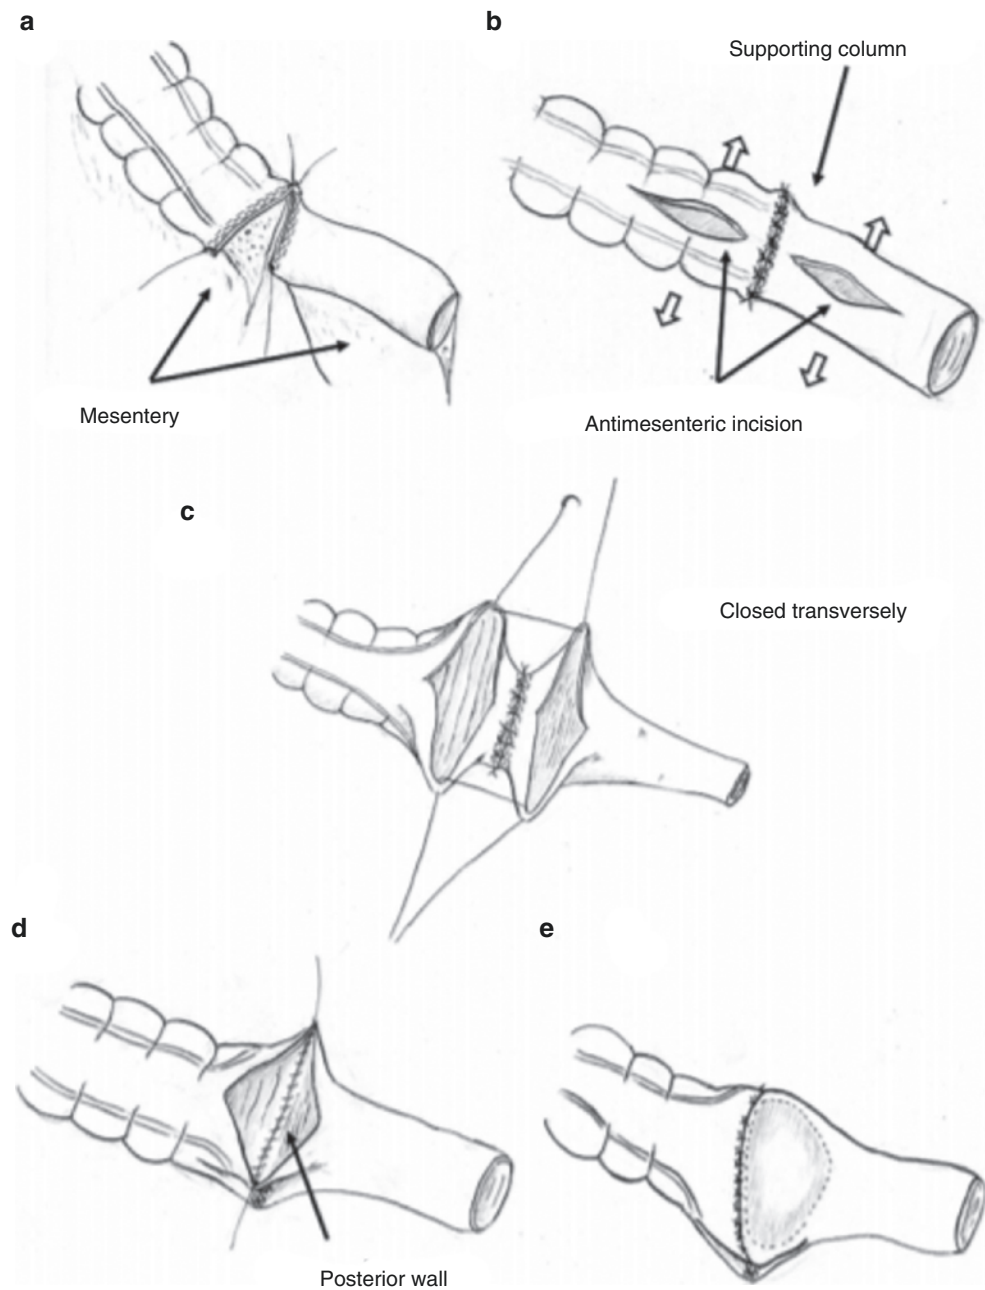 a
b
Supporting column
Mesentery
Antimesenteric incision
c
Closed transversely
d
e
Posterior wall